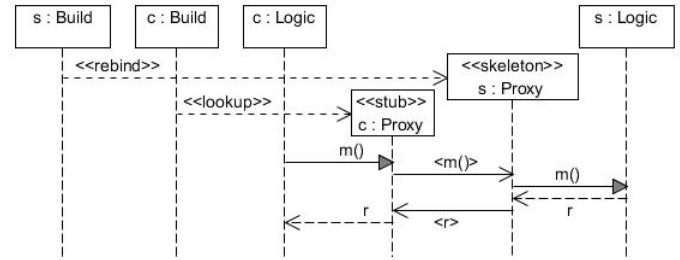 s : Build
c : Build
c : Logic
s : Logic
<<rebind>>
<<skeleton>>
s : Proxy
<<lookup>>
<<stub>>
c : Proxy
m()
<m()>
m()
r
<r>
r